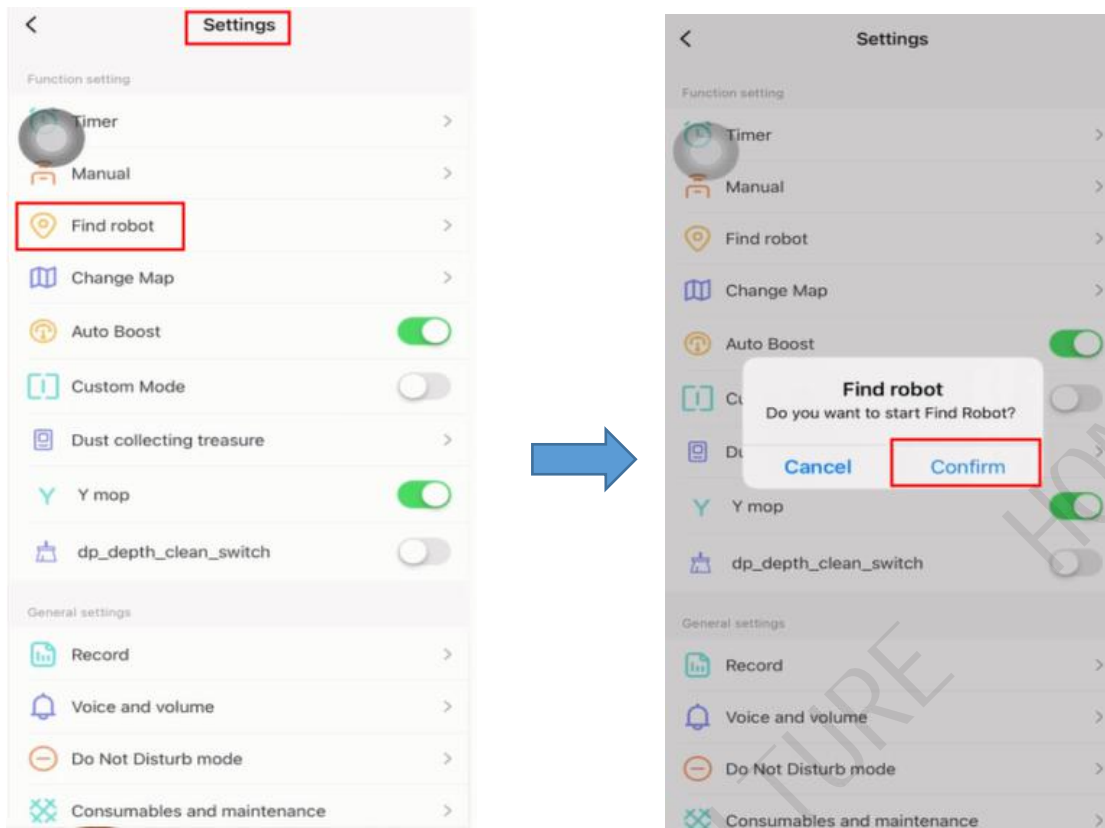 Settings
Function setting
Timer
Manual
Find robot
Change Map
Auto Boost
Custom Mode
Dust collecting treasure
Y mop
dp_depth_clean_switch
General settings
Record
Voice and volume
Do Not Disturb mode
Consumables and maintenance
Settings
Function setting
Timer
Manual
Find robot
Change Map
Auto Boost
Find robot
Do you want to start Find Robot?
Cancel
Confirm
Y mop
dp_depth_clean_switch
General settings
Record
Voice and volume
Do Not Disturb mode
Consumables and maintenance